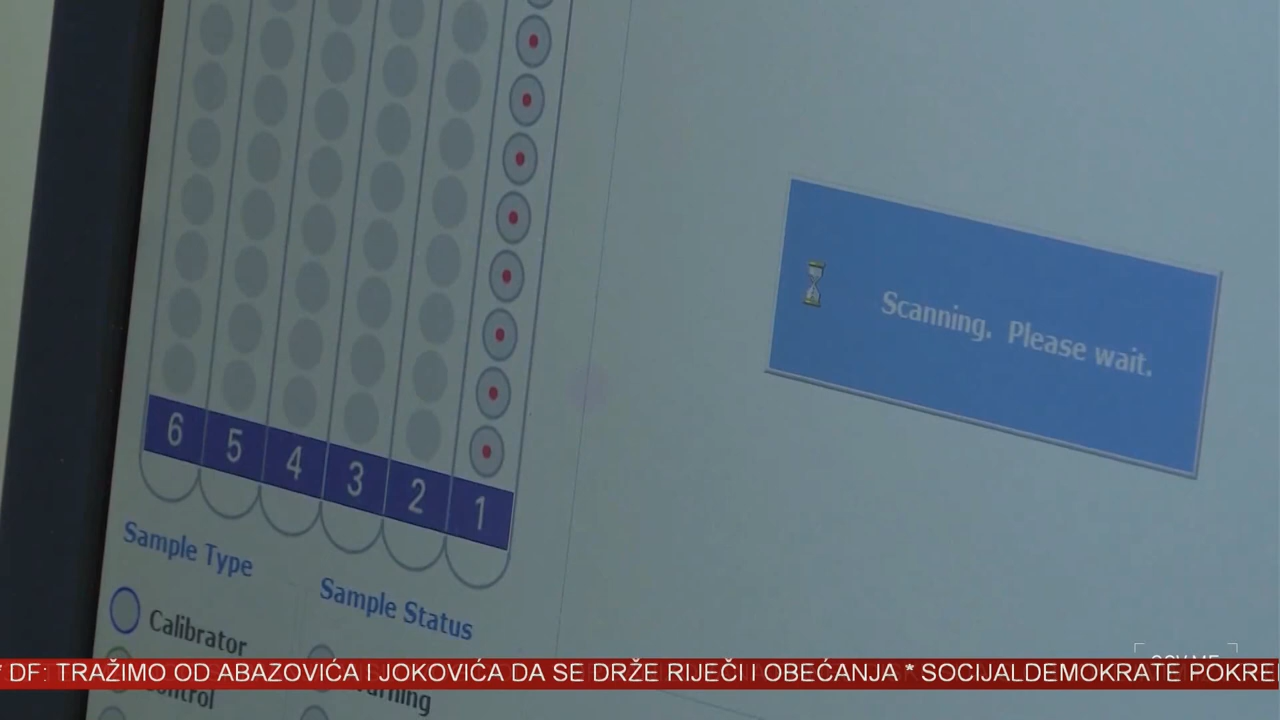 Scanning. Please wait.
6 5 4 3 2 1
Sample Type
Sample Status
Calibrator
* DF: TRAŽIMO OD ABAZOVIĆA I JOKOVIĆA DA SE DRŽE RIJEČI I OBEĆANJA * SOCIJALDEMOKRATE POKRE